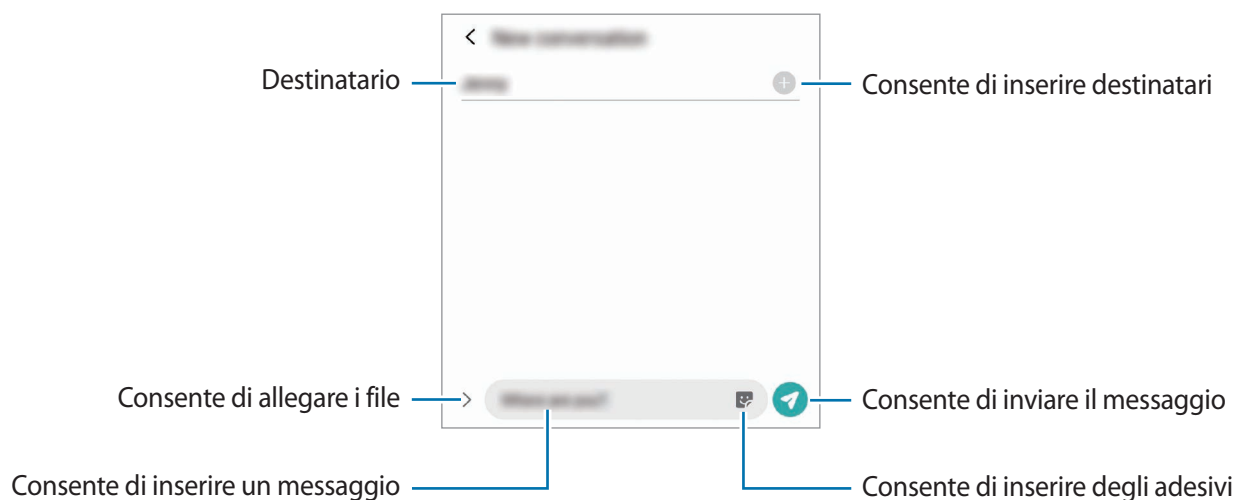 Destinatario
Consente di inserire destinatari
Consente di allegare i file
Consente di inviare il messaggio
Consente di inserire un messaggio
Consente di inserire degli adesivi